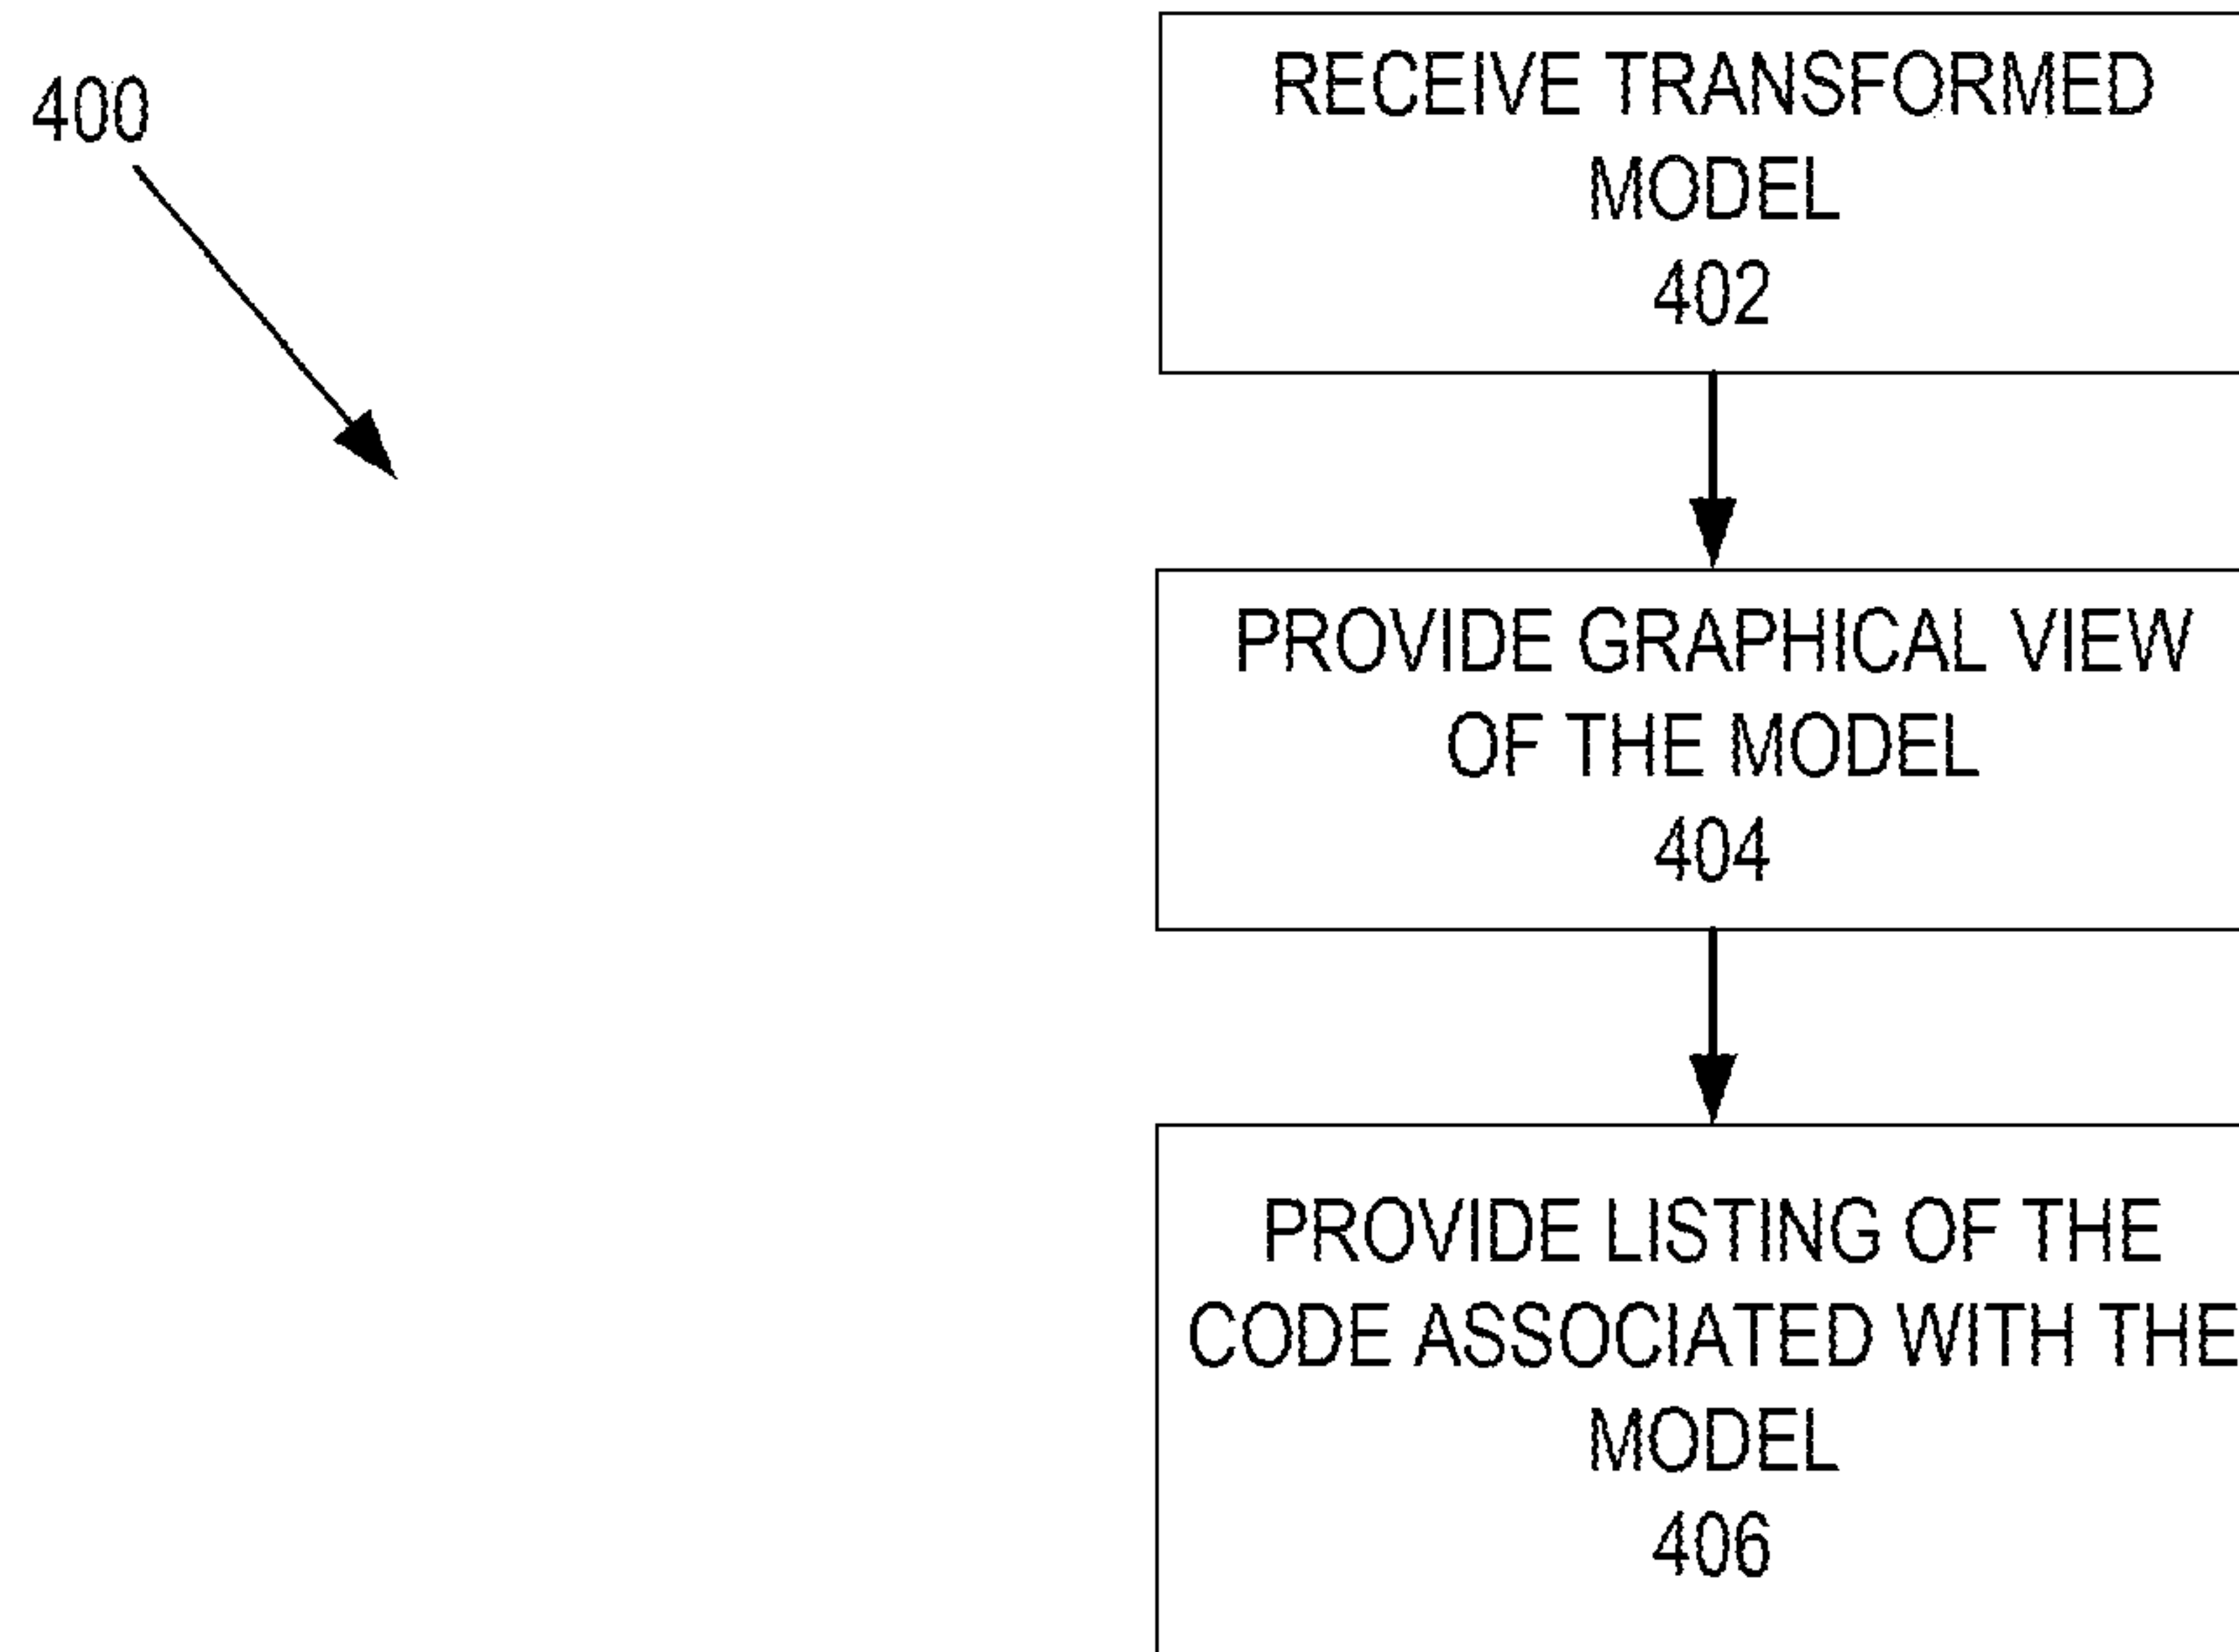 400
RECEIVE TRANSFORMED
MODEL
402
PROVIDE GRAPHICAL VIEW
OF THE MODEL
404
PROVIDE LISTING OF THE
CODE ASSOCIATED WITH THE
MODEL
406